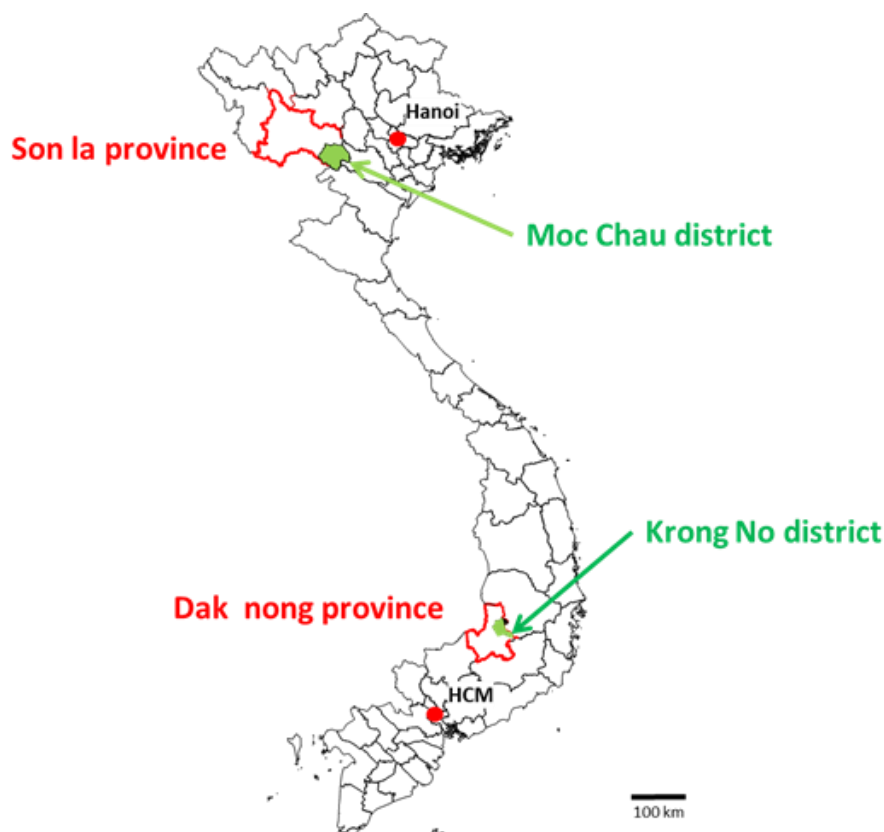 Hanoi
Son la province
Moc Chau district
Krong No district
Dak nong province
HCM
100 km